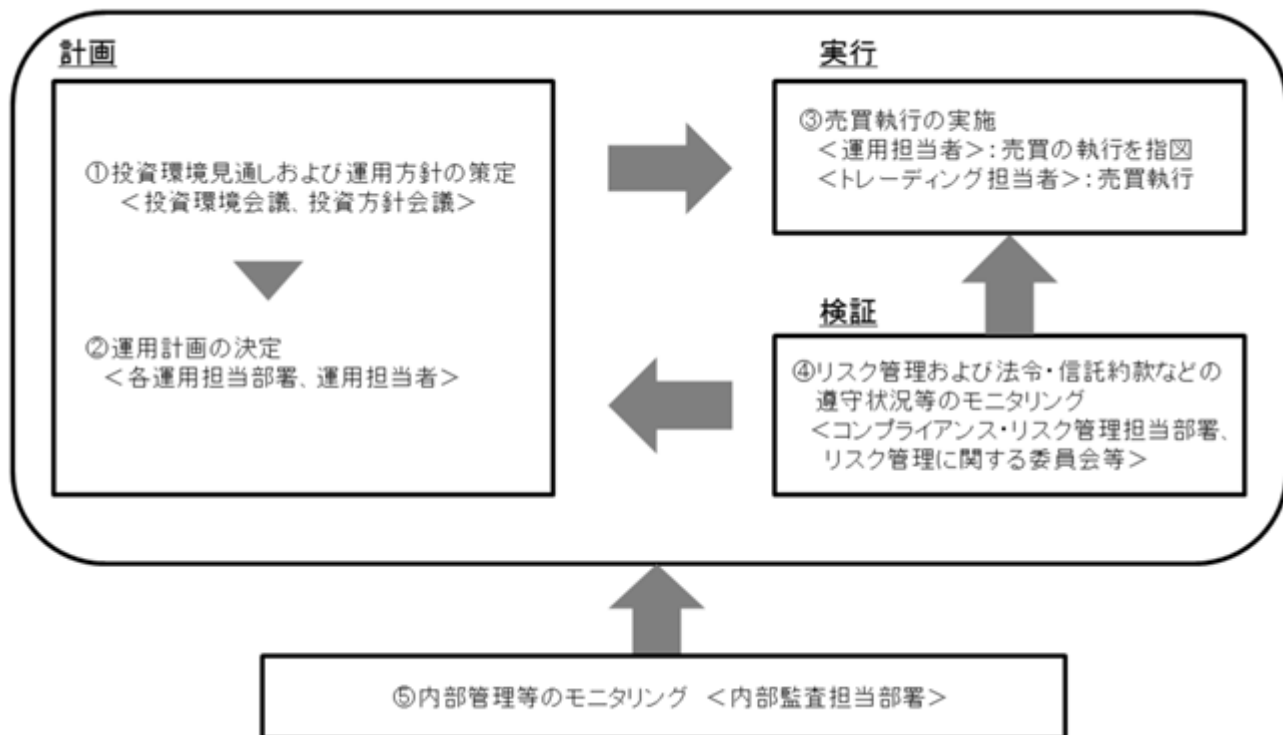 計画
①投資環境見通しおよび運用方針の策定
＜投資環境会議、投資方針会議＞
②運用計画の決定
＜各運用担当部署、運用担当者＞
実行
③売買執行の実施
＜運用担当者＞：売買の執行を指図
＜トレーディング担当者＞：売買執行
検証
④リスク管理および法令・信託約款などの
遵守状況等のモニタリング
＜コンプライアンス・リスク管理担当部署、
リスク管理に関する委員会等＞
⑤内部管理等のモニタリング ＜内部監査担当部署＞